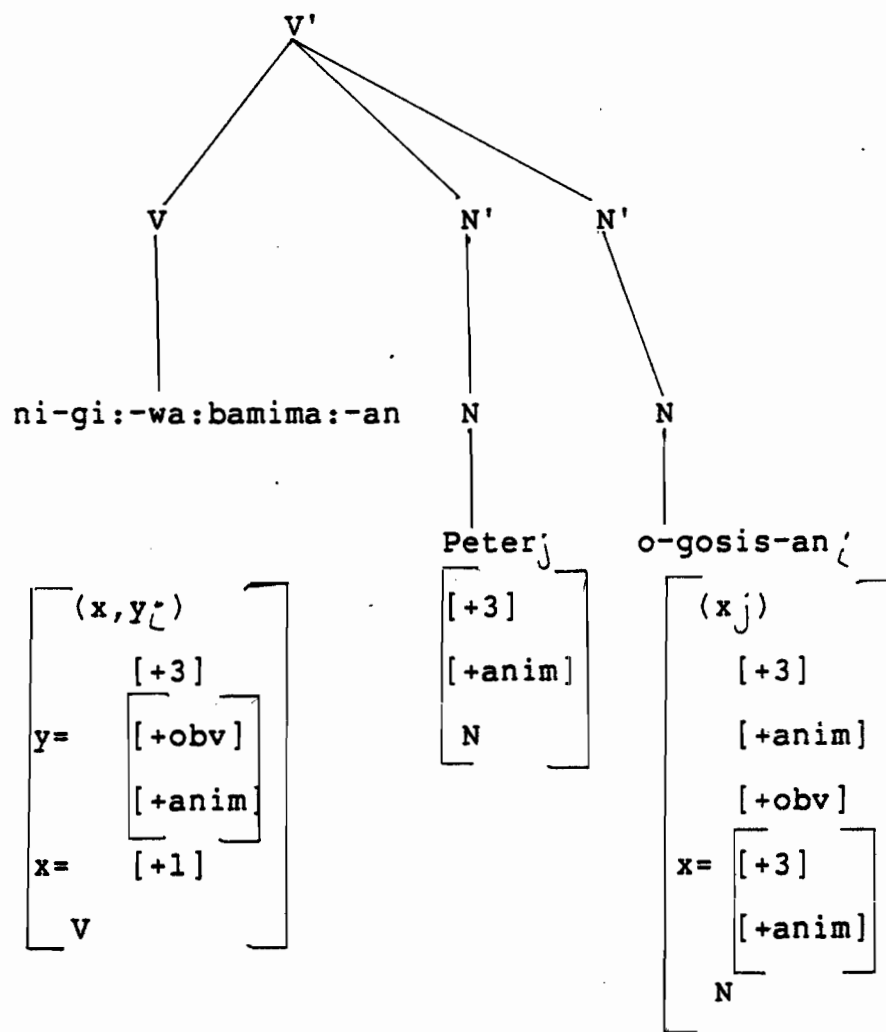 V'
V N' N'
ni-gi:-wa:bamima:-an N N
Peterj o-gosis-ani
(x,yi) [+3] (xj)
[+3] [+anim] [+3]
y= [+obv] N [+anim]
[+anim] [+obv]
x= [+1] x= [+3]
V [+anim]
N